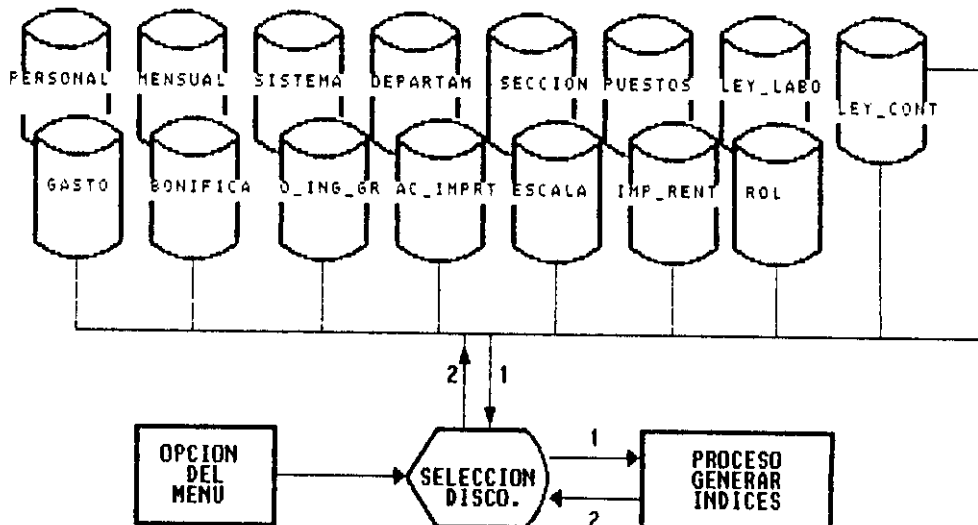 PERSONAL MENSUAL SISTEMA DEPARTAM SECCION PUESTOS LEY_LABO LEY_CONT
GASTO BONIFICA O_ING_GR AC_IMPRT ESCALA IMP_RENT ROL
2 1
OPCION
DEL
MENU
SELECCION
DISCO.
1
2
PROCESO
GENERAR
INDICES